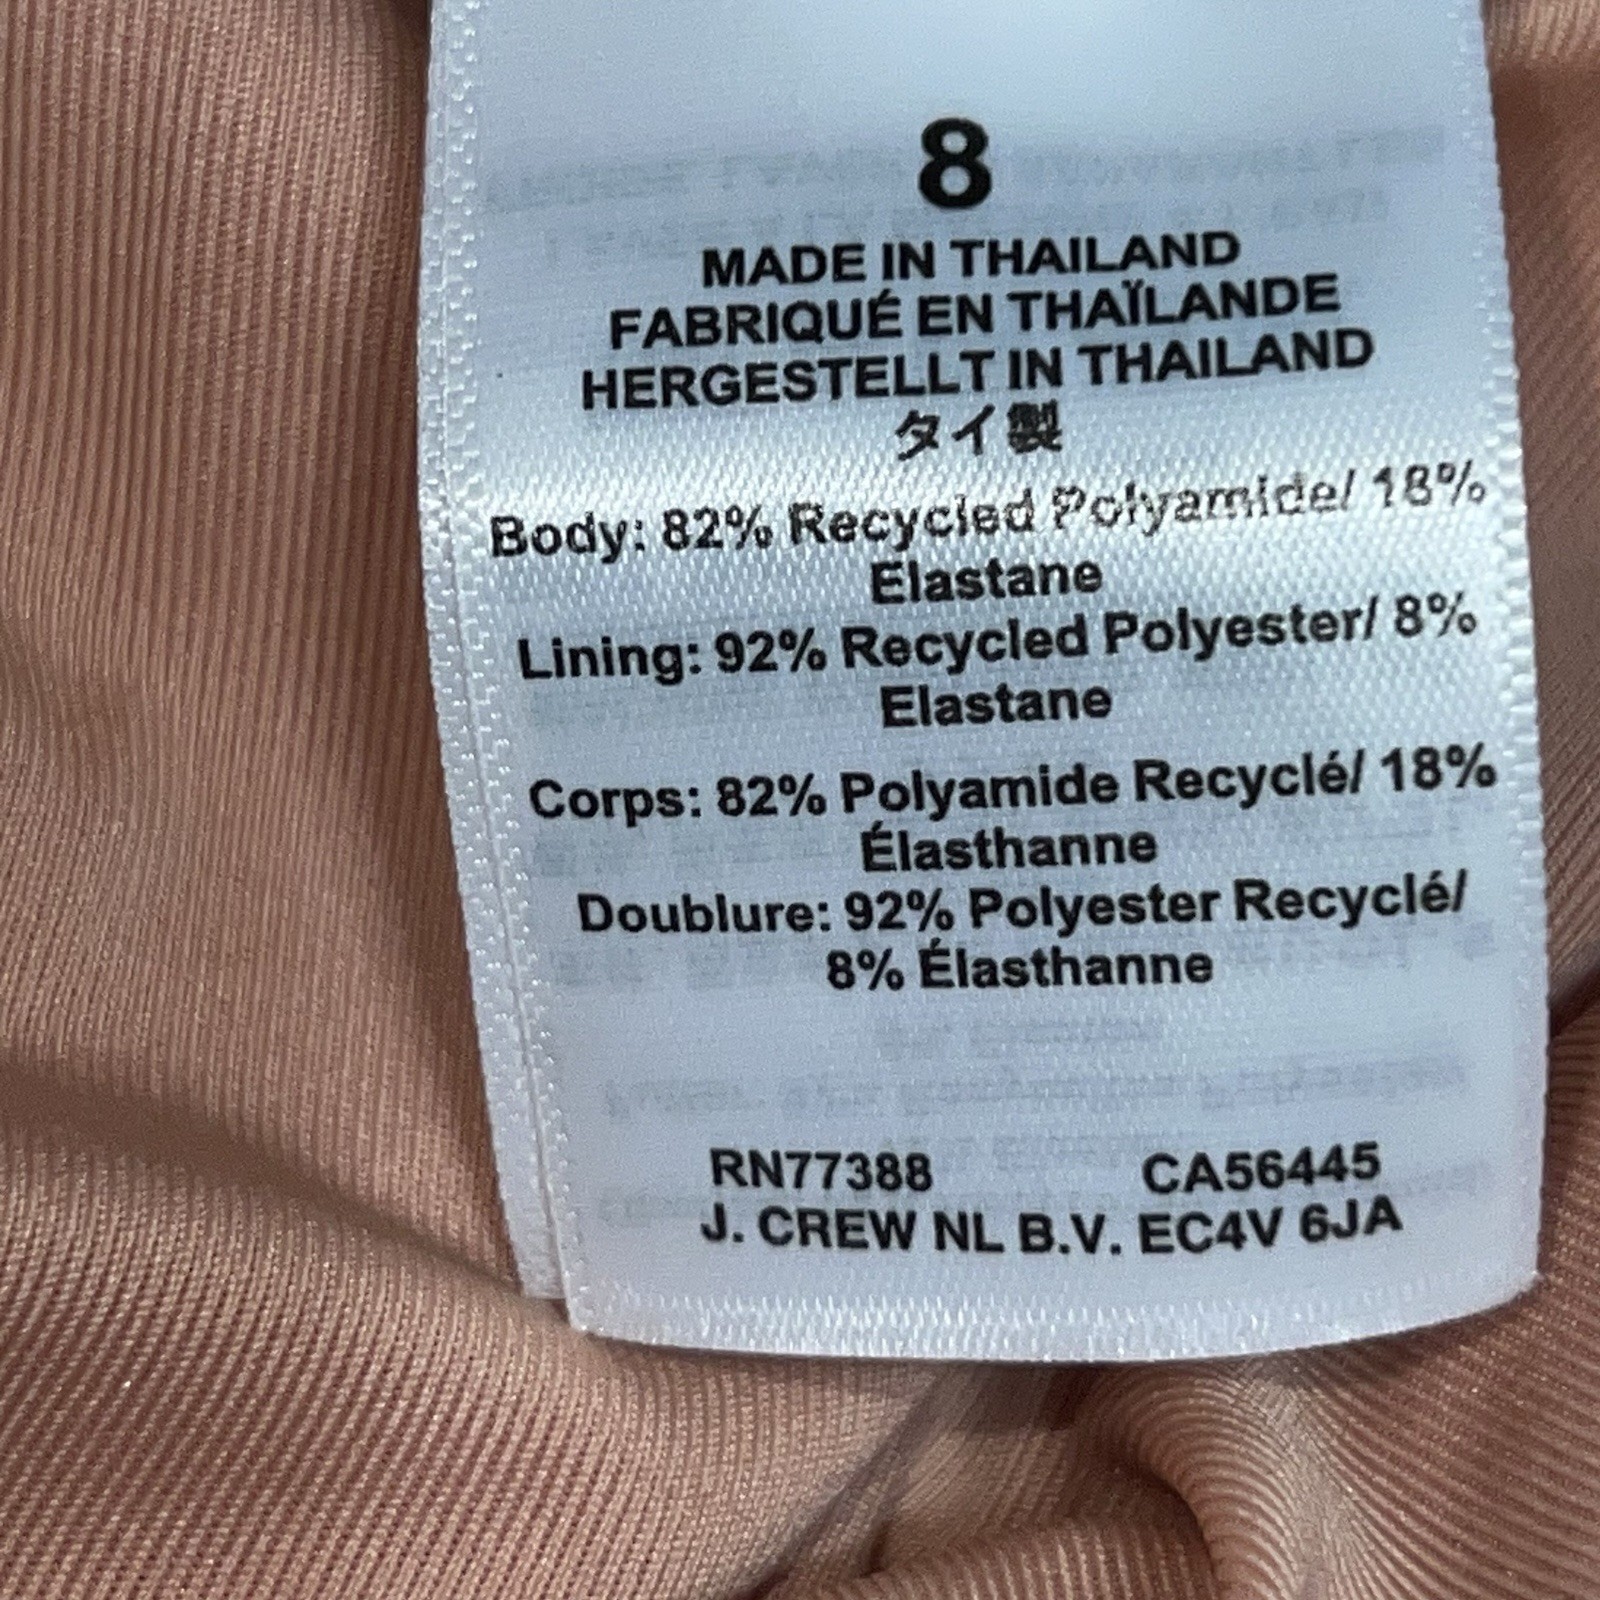 8
MADE IN THAILAND
FABRIQUÉ EN THAÏLANDE
HERGESTELLT IN THAILAND
タイ製
Body: 82% Recycled Polyamide/ 18%
Elastane
Lining: 92% Recycled Polyester/ 8%
Elastane
Corps: 82% Polyamide Recyclé/ 18%
Élasthanne
Doublure: 92% Polyester Recyclé/
8% Élasthanne
RN77388 CA56445
J. CREW NL B.V. EC4V 6JA